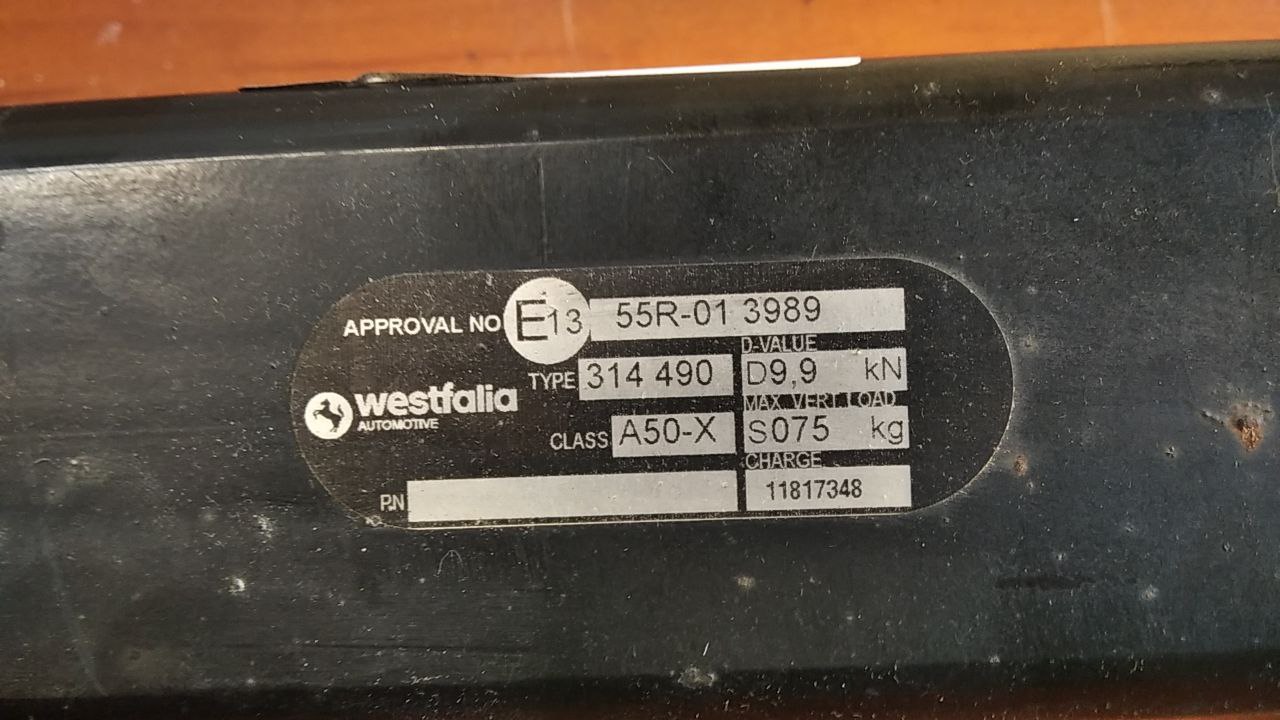 APPROVAL NO E13 55R-01 3989
TYPE 314 490
D-VALUE
D9,9 kN
westfalia
AUTOMOTIVE
CLASS A50-X
MAX. VERT.LOAD
S075 kg
PN
CHARGE
11817348